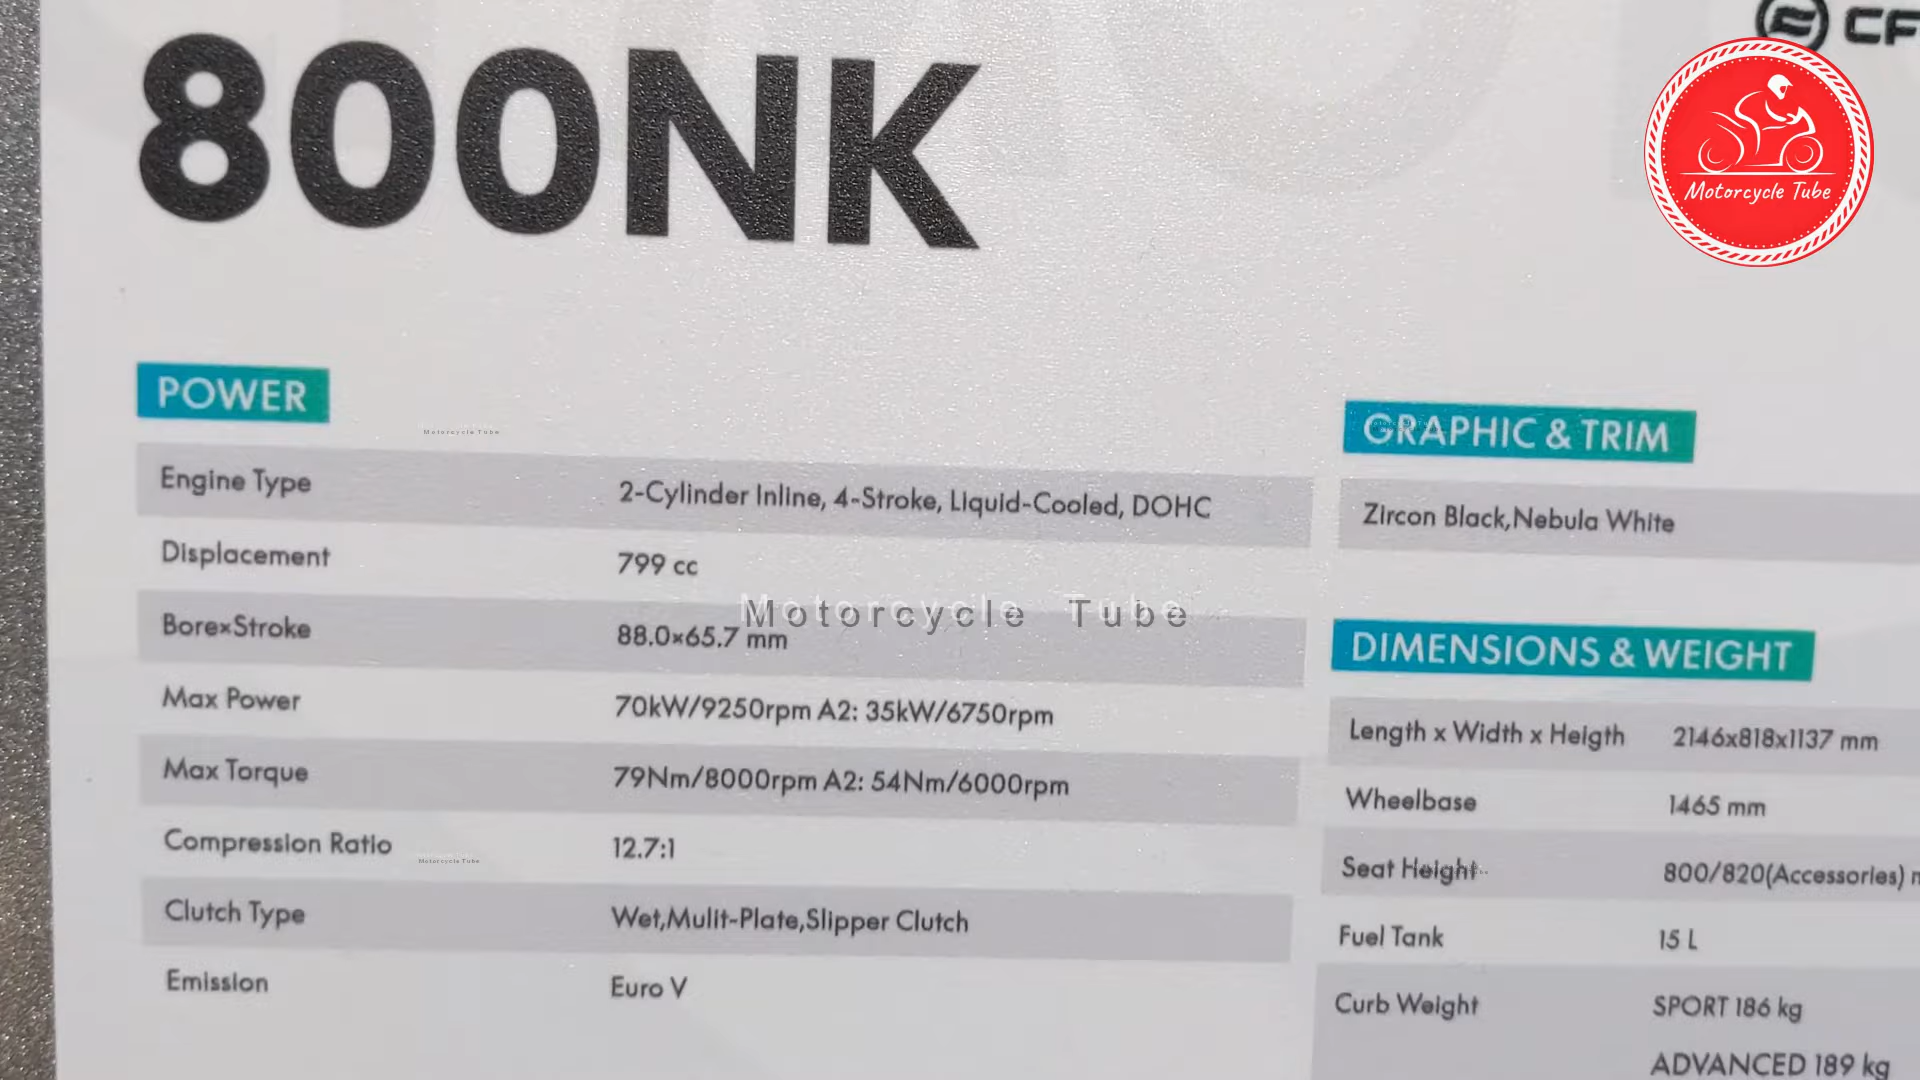 CF
800NK
Motorcycle Tube
POWER
Motorcycle Tube
Engine Type 2-Cylinder Inline, 4-Stroke, Liquid-Cooled, DOHC
Displacement 799 cc
Motorcycle Tube
Bore×Stroke 88.0×65.7 mm
Max Power 70kW/9250rpm A2: 35kW/6750rpm
Max Torque 79Nm/8000rpm A2: 54Nm/6000rpm
Compression Ratio 12.7:1
Motorcycle Tube
Clutch Type Wet,Mulit-Plate,Slipper Clutch
Emission Euro V
GRAPHIC & TRIM
Zircon Black,Nebula White
DIMENSIONS & WEIGHT
Length x Width x Heigth 2146x818x1137 mm
Wheelbase 1465 mm
Seat Height 800/820(Accessories)
Fuel Tank 15 L
Curb Weight SPORT 186 kg
ADVANCED 189 kg